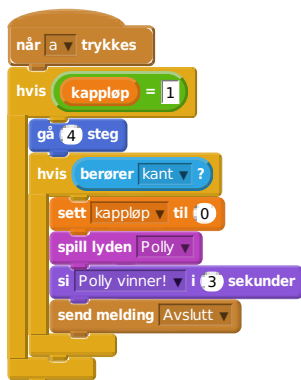 når a trykkes
hvis kappløp = 1
gå 4 steg
hvis berører kant ?
sett kappløp til 0
spill lyden Polly
si Polly vinner! i 3 sekunder
send melding Avslutt